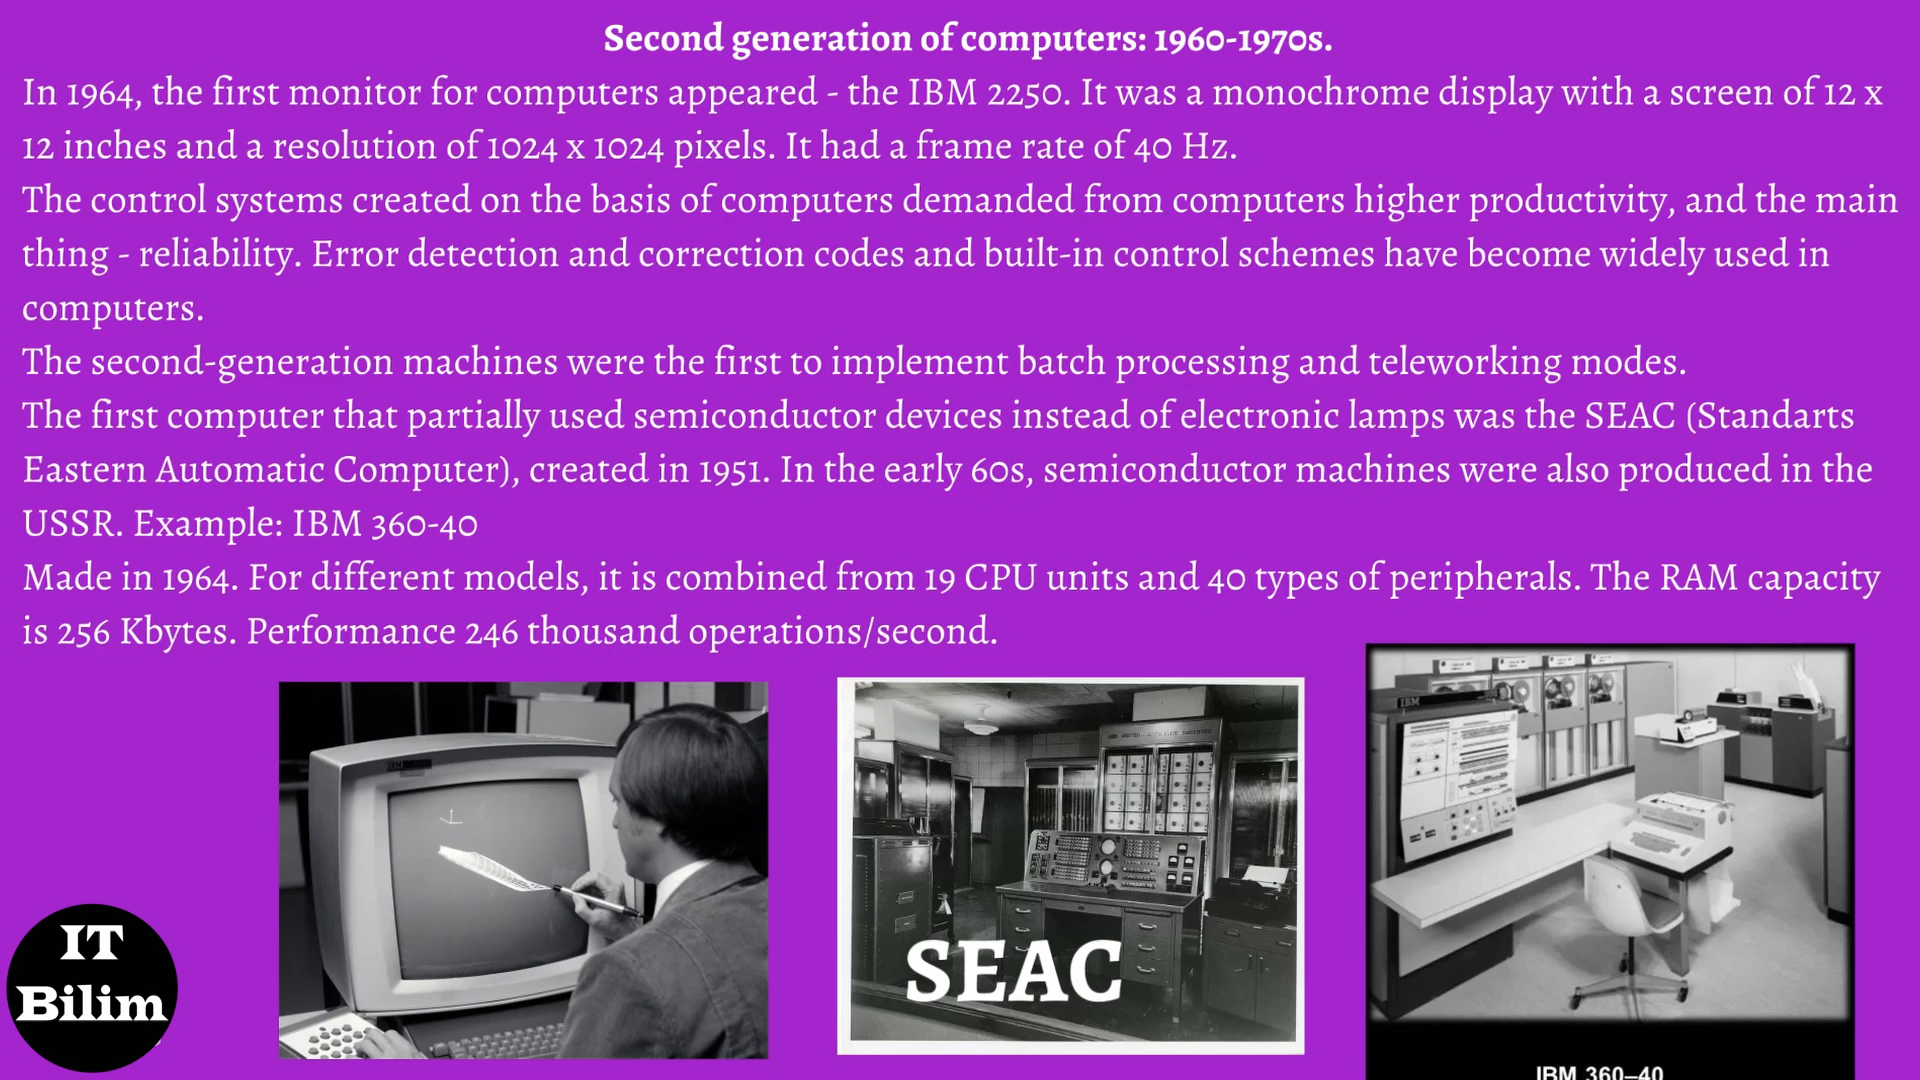 Second generation of computers: 1960-1970s.
In 1964, the first monitor for computers appeared - the IBM 2250. It was a monochrome display with a screen of 12 x
12 inches and a resolution of 1024 x 1024 pixels. It had a frame rate of 40 Hz.
The control systems created on the basis of computers demanded from computers higher productivity, and the main
thing - reliability. Error detection and correction codes and built-in control schemes have become widely used in
computers.
The second-generation machines were the first to implement batch processing and teleworking modes.
The first computer that partially used semiconductor devices instead of electronic lamps was the SEAC (Standarts
Eastern Automatic Computer), created in 1951. In the early 60s, semiconductor machines were also produced in the
USSR. Example: IBM 360-40
Made in 1964. For different models, it is combined from 19 CPU units and 40 types of peripherals. The RAM capacity
is 256 Kbytes. Performance 246 thousand operations/second.
IBM
IBM
SEAC
IT
Bilim
IBM 360–40